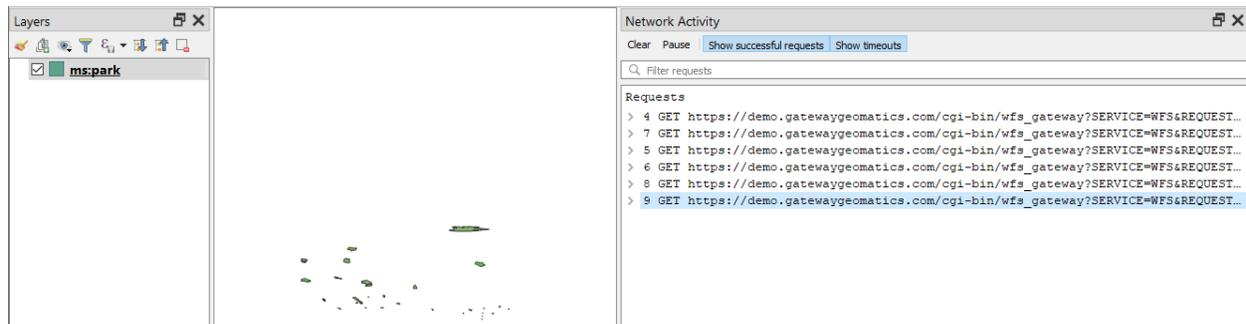 Layers
ms:park
Network Activity
Clear Pause Show successful requests Show timeouts
Filter requests
Requests
4 GET https://demo.gatewaygeomatics.com/cgi-bin/wfs_gateway?SERVICE=WFS&REQUEST…
7 GET https://demo.gatewaygeomatics.com/cgi-bin/wfs_gateway?SERVICE=WFS&REQUEST…
5 GET https://demo.gatewaygeomatics.com/cgi-bin/wfs_gateway?SERVICE=WFS&REQUEST…
6 GET https://demo.gatewaygeomatics.com/cgi-bin/wfs_gateway?SERVICE=WFS&REQUEST…
8 GET https://demo.gatewaygeomatics.com/cgi-bin/wfs_gateway?SERVICE=WFS&REQUEST…
9 GET https://demo.gatewaygeomatics.com/cgi-bin/wfs_gateway?SERVICE=WFS&REQUEST…